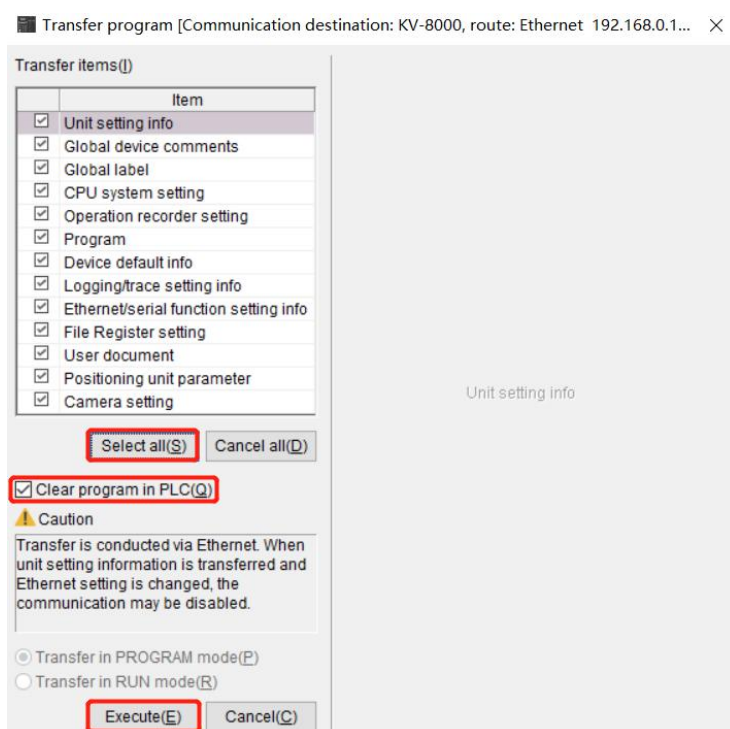 Transfer program [Communication destination: KV-8000, route: Ethernet  192.168.0.1...
Transfer items(I)
Item
Unit setting info
Global device comments
Global label
CPU system setting
Operation recorder setting
Program
Device default info
Logging/trace setting info
Ethernet/serial function setting info
File Register setting
User document
Positioning unit parameter
Camera setting
Unit setting info
Select all(S) Cancel all(D)
Clear program in PLC(Q)
Caution
Transfer is conducted via Ethernet. When
unit setting information is transferred and
Ethernet setting is changed, the
communication may be disabled.
Transfer in PROGRAM mode(P)
Transfer in RUN mode(R)
Execute(E) Cancel(C)